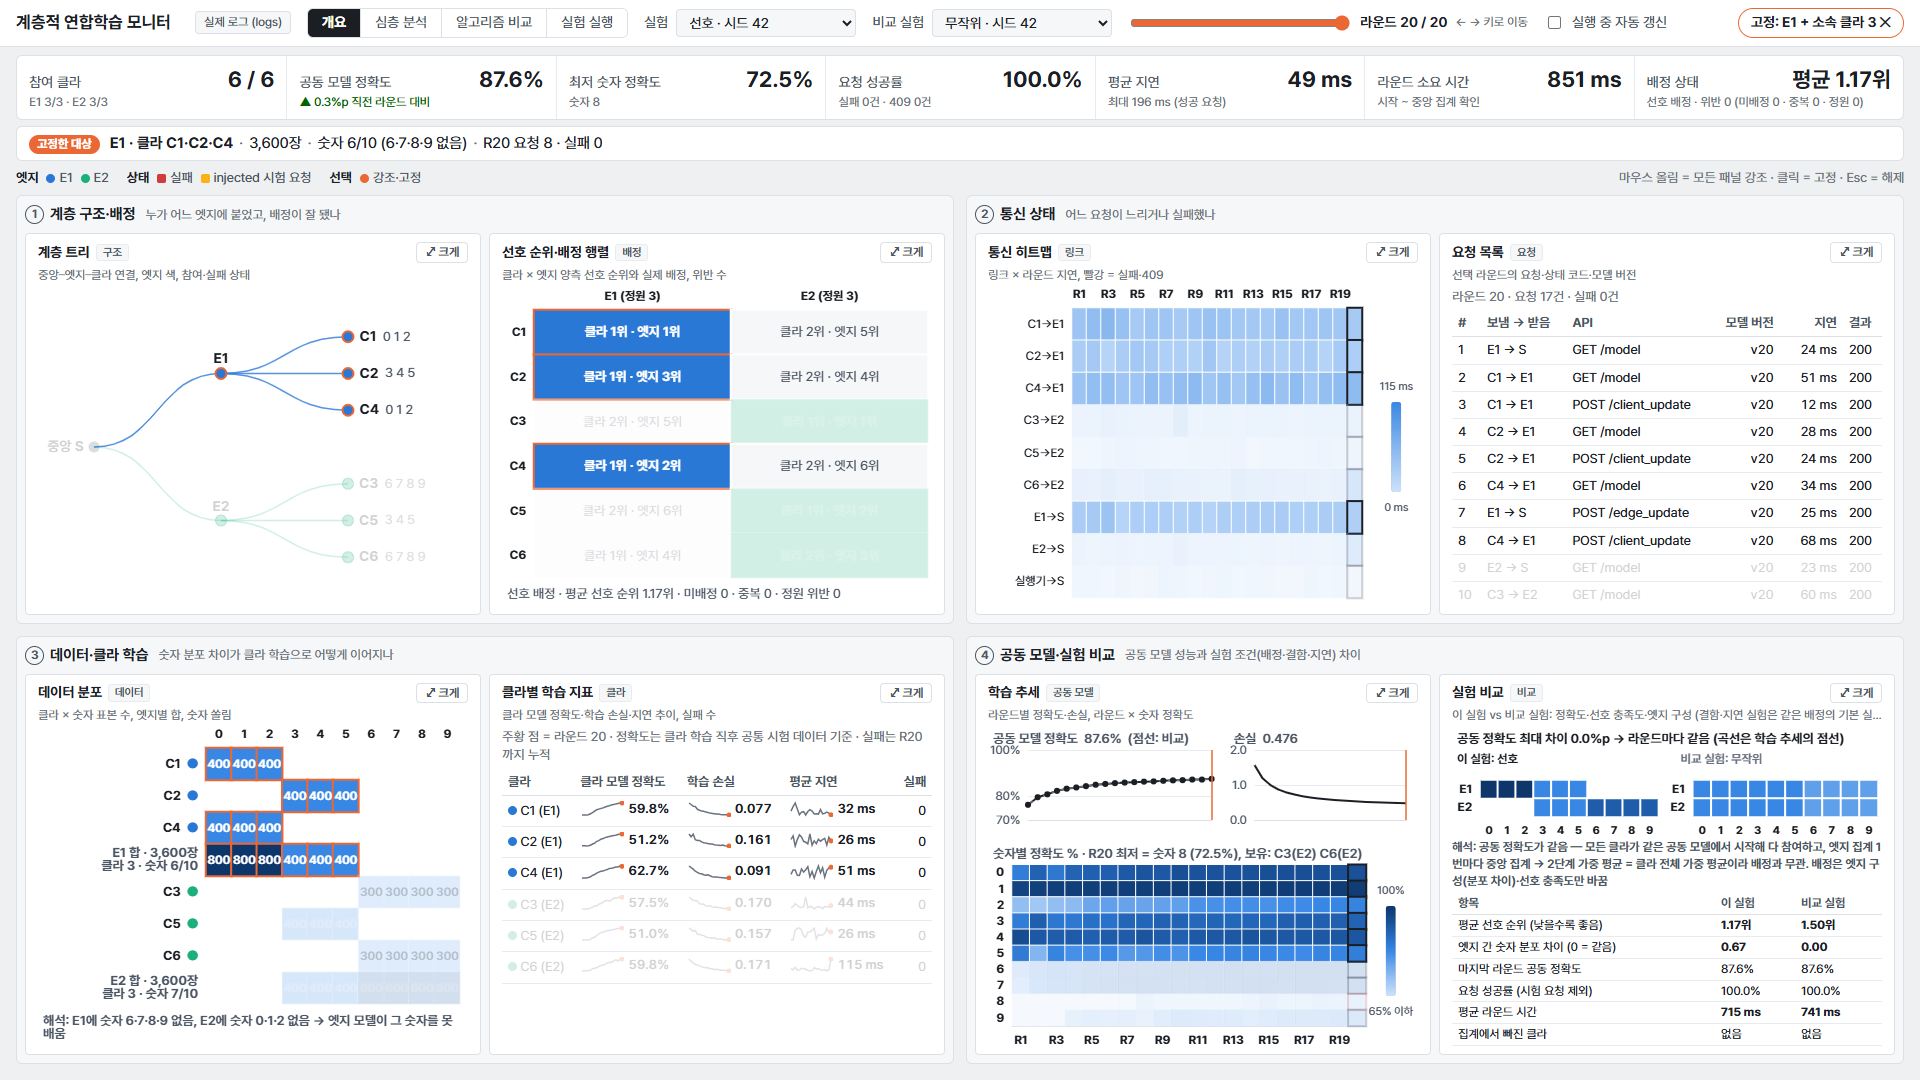 계층적 연합학습 모니터 실제 로그 (logs) 개요 심층 분석 알고리즘 비교 실험 실행 실험 선호 · 시드 42 비교 실험 무작위 · 시드 42 라운드 20 / 20 ← → 키로 이동 실행 중 자동 갱신 고정: E1 + 소속 클라 3 ✕
참여 클라 6 / 6 공동 모델 정확도 87.6% 최저 숫자 정확도 72.5% 요청 성공률 100.0% 평균 지연 49 ms 라운드 소요 시간 851 ms 배정 상태 평균 1.17위
E1 3/3 · E2 3/3 ▲ 0.3%p 직전 라운드 대비 숫자 8 실패 0건 · 409 0건 최대 196 ms (성공 요청) 시작 ~ 중앙 집계 확인 선호 배정 · 위반 0 (미배정 0 · 중복 0 · 정원 0)
고정한 대상 E1 · 클라 C1·C2·C4 · 3,600장 · 숫자 6/10 (6·7·8·9 없음) · R20 요청 8 · 실패 0
엣지 E1 E2 상태 실패 injected 시험 요청 선택 강조·고정 마우스 올림 = 모든 패널 강조 · 클릭 = 고정 · Esc = 해제
1 계층 구조·배정 누가 어느 엣지에 붙었고, 배정이 잘 됐나
계층 트리 구조 ⤢ 크게
중앙–엣지–클라 연결, 엣지 색, 참여·실패 상태
C1 0 1 2
E1
C2 3 4 5
C4 0 1 2
중앙 S
C3 6 7 8 9
E2
C5 3 4 5
C6 6 7 8 9
선호 순위·배정 행렬 배정 ⤢ 크게
클라 × 엣지 양측 선호 순위와 실제 배정, 위반 수
E1 (정원 3) E2 (정원 3)
C1 클라 1위 · 엣지 1위 클라 2위 · 엣지 5위
C2 클라 1위 · 엣지 3위 클라 2위 · 엣지 4위
C3 클라 2위 · 엣지 5위
C4 클라 1위 · 엣지 2위 클라 2위 · 엣지 6위
C5 클라 2위 · 엣지 6위
C6 클라 1위 · 엣지 4위
선호 배정 · 평균 선호 순위 1.17위 · 미배정 0 · 중복 0 · 정원 위반 0
2 통신 상태 어느 요청이 느리거나 실패했나
통신 히트맵 링크 ⤢ 크게
링크 × 라운드 지연, 빨강 = 실패·409
R1 R3 R5 R7 R9 R11 R13 R15 R17 R19
C1→E1
C2→E1
C4→E1
C3→E2
C5→E2
C6→E2
E1→S
E2→S
실행기→S
115 ms
0 ms
요청 목록 요청 ⤢ 크게
선택 라운드의 요청·상태 코드·모델 버전
라운드 20 · 요청 17건 · 실패 0건
# 보냄 → 받음 API 모델 버전 지연 결과
1 E1 → S GET /model v20 24 ms 200
2 C1 → E1 GET /model v20 51 ms 200
3 C1 → E1 POST /client_update v20 12 ms 200
4 C2 → E1 GET /model v20 28 ms 200
5 C2 → E1 POST /client_update v20 24 ms 200
6 C4 → E1 GET /model v20 34 ms 200
7 E1 → S POST /edge_update v20 25 ms 200
8 C4 → E1 POST /client_update v20 68 ms 200
9 E2 → S GET /model v20 23 ms 200
10 C3 → E2 GET /model v20 60 ms 200
3 데이터·클라 학습 숫자 분포 차이가 클라 학습으로 어떻게 이어지나
데이터 분포 데이터 ⤢ 크게
클라 × 숫자 표본 수, 엣지별 합, 숫자 쏠림
0 1 2 3 4 5 6 7 8 9
C1 400 400 400
C2 400 400 400
C4 400 400 400
E1 합 · 3,600장
클라 3 · 숫자 6/10
800 800 800 400 400 400
C3 300 300 300 300
C5 400 400 400
C6 300 300 300 300
E2 합 · 3,600장
클라 3 · 숫자 7/10
해석: E1에 숫자 6·7·8·9 없음, E2에 숫자 0·1·2 없음 → 엣지 모델이 그 숫자를 못
배움
클라별 학습 지표 클라 ⤢ 크게
클라 모델 정확도·학습 손실·지연 추이, 실패 수
주황 점 = 라운드 20 · 정확도는 클라 학습 직후 공통 시험 데이터 기준 · 실패는 R20
까지 누적
클라 클라 모델 정확도 학습 손실 평균 지연 실패
C1 (E1) 59.8% 0.077 32 ms 0
C2 (E1) 51.2% 0.161 26 ms 0
C4 (E1) 62.7% 0.091 51 ms 0
C3 (E2) 57.5% 0.170 44 ms 0
C5 (E2) 51.0% 0.157 26 ms 0
C6 (E2) 59.8% 0.171 115 ms 0
4 공동 모델·실험 비교 공동 모델 성능과 실험 조건(배정·결함·지연) 차이
학습 추세 공동 모델 ⤢ 크게
라운드별 정확도·손실, 라운드 × 숫자 정확도
공동 모델 정확도 87.6% (점선: 비교) 손실 0.476
100%
80%
70%
2.0
1.0
0.0
숫자별 정확도 % · R20 최저 = 숫자 8 (72.5%), 보유: C3(E2) C6(E2)
0
1
2
3
4
5
6
7
8
9
R1 R3 R5 R7 R9 R11 R13 R15 R17 R19
100%
65% 이하
실험 비교 비교 ⤢ 크게
이 실험 vs 비교 실험: 정확도·선호 충족도·엣지 구성 (결함·지연 실험은 같은 배정의 기본 실...
공동 정확도 최대 차이 0.0%p → 라운드마다 같음 (곡선은 학습 추세의 점선)
이 실험: 선호 비교 실험: 무작위
E1 E1
E2 E2
0 1 2 3 4 5 6 7 8 9 0 1 2 3 4 5 6 7 8 9
해석: 공동 정확도가 같음 — 모든 클라가 같은 공동 모델에서 시작해 다 참여하고, 엣지 집계 1
번마다 중앙 집계 → 2단계 가중 평균 = 클라 전체 가중 평균이라 배정과 무관. 배정은 엣지 구
성(분포 차이)·선호 충족도만 바꿈
항목 이 실험 비교 실험
평균 선호 순위 (낮을수록 좋음) 1.17위 1.50위
엣지 간 숫자 분포 차이 (0 = 같음) 0.67 0.00
마지막 라운드 공동 정확도 87.6% 87.6%
요청 성공률 (시험 요청 제외) 100.0% 100.0%
평균 라운드 시간 715 ms 741 ms
집계에서 빠진 클라 없음 없음